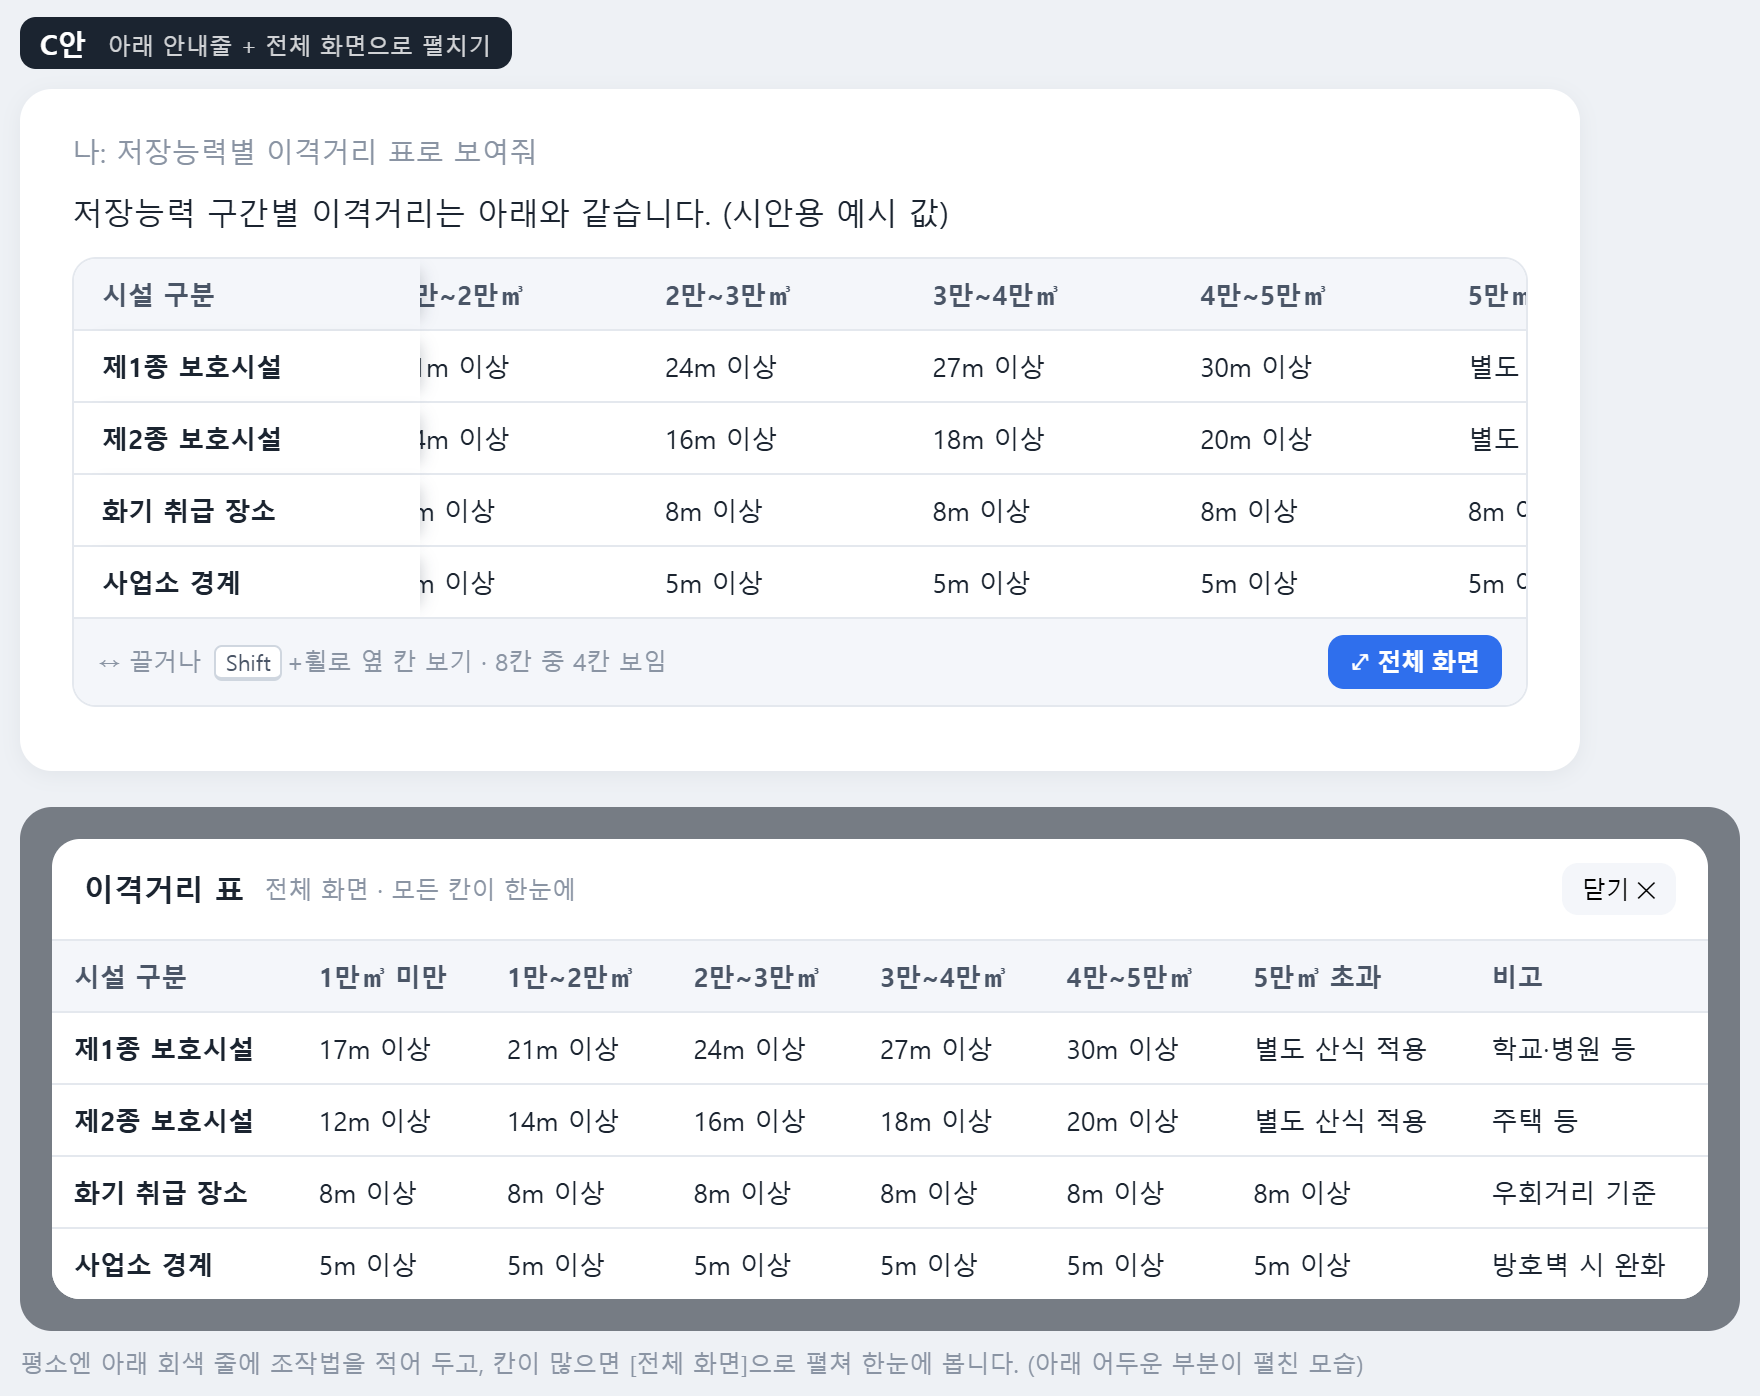 C안 아래 안내줄 + 전체 화면으로 펼치기
나: 저장능력별 이격거리 표로 보여줘
저장능력 구간별 이격거리는 아래와 같습니다. (시안용 예시 값)
시설 구분 만~2만㎥ 2만~3만㎥ 3만~4만㎥ 4만~5만㎥ 5만
제1종 보호시설 m 이상 24m 이상 27m 이상 30m 이상 별도
제2종 보호시설 4m 이상 16m 이상 18m 이상 20m 이상 별도
화기 취급 장소 이상 8m 이상 8m 이상 8m 이상 8m
사업소 경계 이상 5m 이상 5m 이상 5m 이상 5m
↔ 끌거나 Shift +휠로 옆 칸 보기 · 8칸 중 4칸 보임 ⤢ 전체 화면
이격거리 표 전체 화면 · 모든 칸이 한눈에 닫기 ✕
시설 구분 1만㎥ 미만 1만~2만㎥ 2만~3만㎥ 3만~4만㎥ 4만~5만㎥ 5만㎥ 초과 비고
제1종 보호시설 17m 이상 21m 이상 24m 이상 27m 이상 30m 이상 별도 산식 적용 학교·병원 등
제2종 보호시설 12m 이상 14m 이상 16m 이상 18m 이상 20m 이상 별도 산식 적용 주택 등
화기 취급 장소 8m 이상 8m 이상 8m 이상 8m 이상 8m 이상 8m 이상 우회거리 기준
사업소 경계 5m 이상 5m 이상 5m 이상 5m 이상 5m 이상 5m 이상 방호벽 시 완화
평소엔 아래 회색 줄에 조작법을 적어 두고, 칸이 많으면 [전체 화면]으로 펼쳐 한눈에 봅니다. (아래 어두운 부분이 펼친 모습)